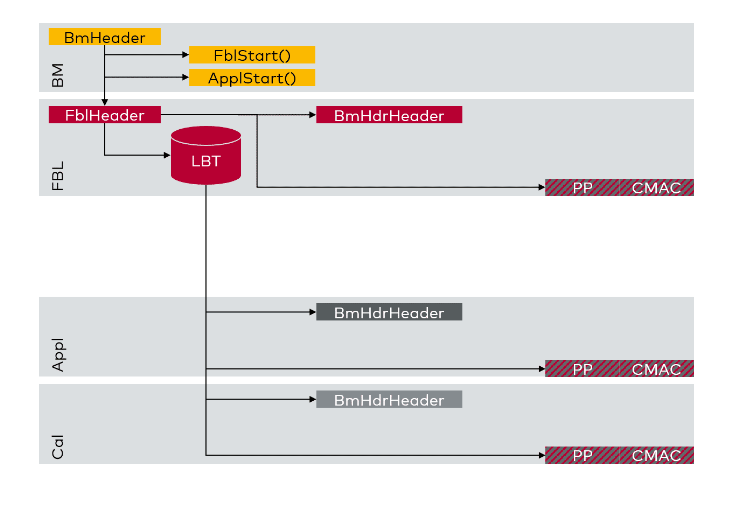 BmHeader
FblStart()
ApplStart()
BM
FblHeader
BmHdrHeader
LBT
FBL
PP CMAC
BmHdrHeader
Appl
PP CMAC
BmHdrHeader
Cal
PP CMAC